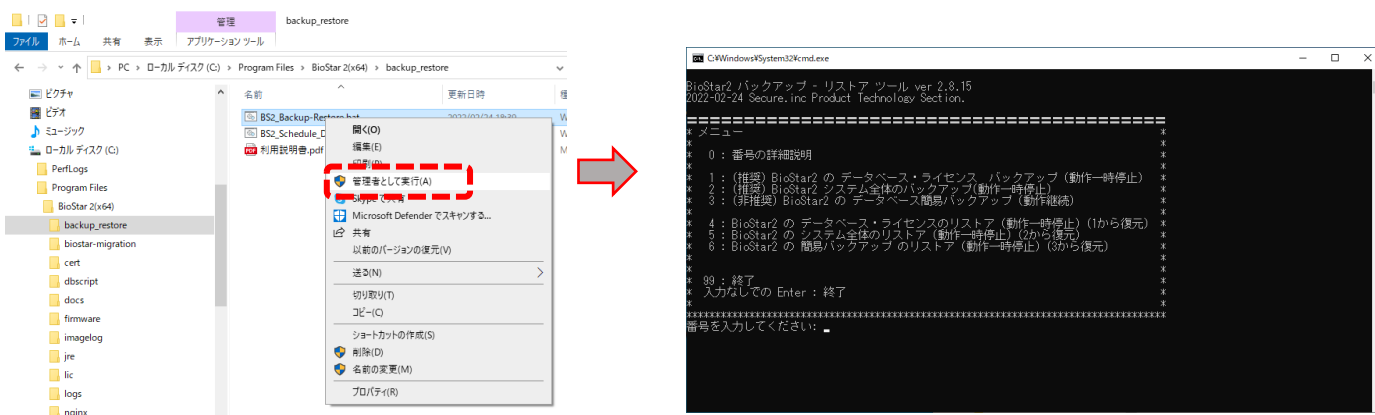 管理
backup_restore
ファイル
ホーム
共有
表示
アプリケーション ツール
PC › ローカル ディスク (C:) › Program Files › BioStar 2(x64) › backup_restore
ピクチャ
ビデオ
ミュージック
ローカル ディスク (C:)
PerfLogs
Program Files
BioStar 2(x64)
backup_restore
biostar-migration
cert
dbscript
docs
firmware
imagelog
jre
lic
logs
nginx
名前
更新日時
種
BS2_Backup-Restore.bat
2022/02/24 18:39
W
BS2_Schedule_D
W
利用説明書.pdf
M
開く(O)
編集(E)
印刷(P)
管理者として実行(A)
Skype で共有
Microsoft Defender でスキャンする...
共有
以前のバージョンの復元(V)
送る(N)
切り取り(T)
コピー(C)
ショートカットの作成(S)
削除(D)
名前の変更(M)
プロパティ(R)
C:¥Windows¥System32¥cmd.exe
BioStar2 バックアップ - リストア ツール ver 2.8.15
2022-02-24 Secure.inc Product Technology Section.
* メニュー *
* 0 : 番号の詳細説明 *
* 1 : (推奨) BioStar2 の データベース・ライセンス バックアップ (動作一時停止) *
* 2 : (推奨) BioStar2 システム全体のバックアップ(動作一時停止) *
* 3 : (非推奨) BioStar2 の データベース簡易バックアップ (動作継続) *
* 4 : BioStar2 の データベース・ライセンスのリストア (動作一時停止) (1から復元) *
* 5 : BioStar2 の システム全体のリストア (動作一時停止) (2から復元) *
* 6 : BioStar2 の 簡易バックアップ のリストア (動作一時停止) (3から復元) *
* 99 : 終了 *
* 入力なしでの Enter : 終了 *
番号を入力してください: _